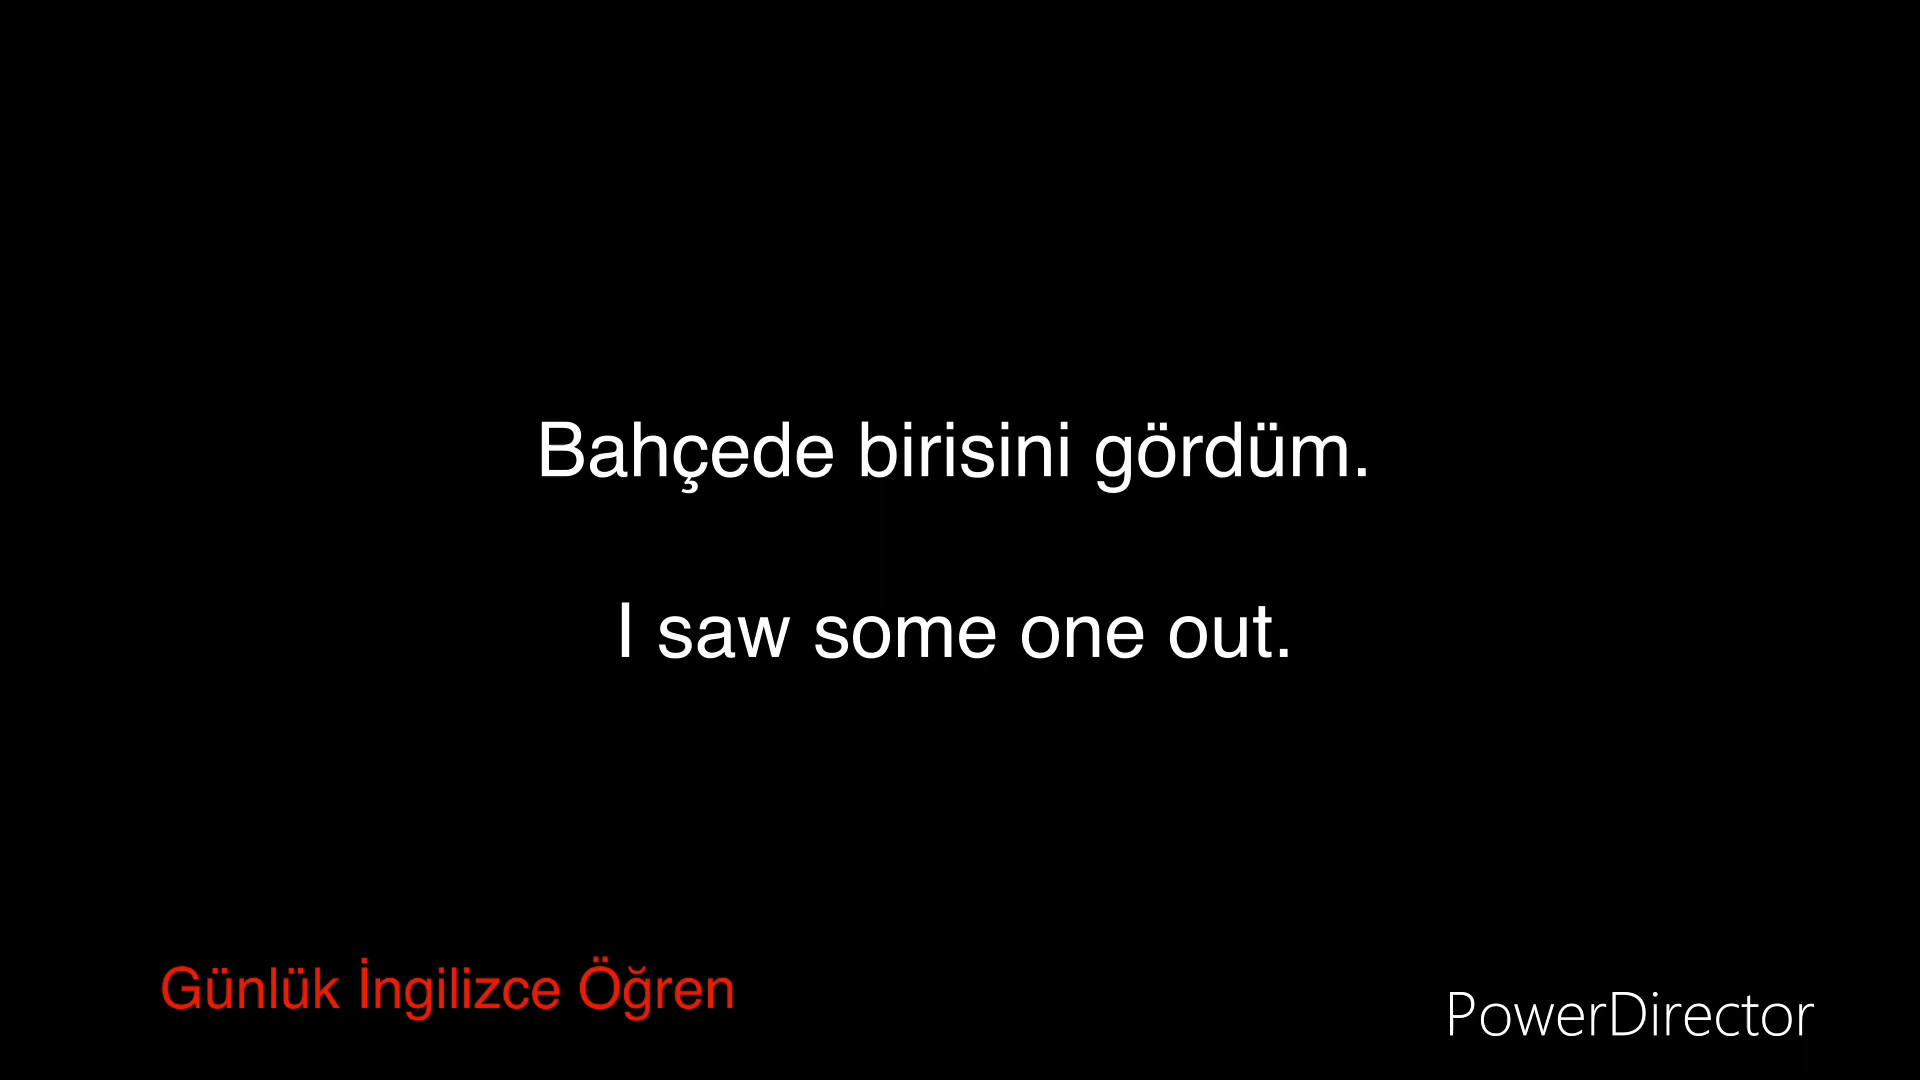 Bahçede birisini gördüm.
I saw some one out.
Günlük İngilizce Öğren
PowerDirector